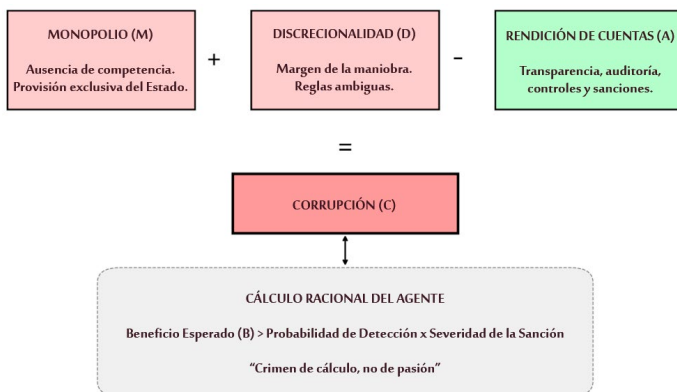 MONOPOLIO (M)
Ausencia de competencia.
Provisión exclusiva del Estado.
+
DISCRECIONALIDAD (D)
Margen de la maniobra.
Reglas ambiguas.
-
RENDICIÓN DE CUENTAS (A)
Transparencia, auditoría,
controles y sanciones.
=
CORRUPCIÓN (C)
CÁLCULO RACIONAL DEL AGENTE
Beneficio Esperado (B) > Probabilidad de Detección x Severidad de la Sanción
“Crimen de cálculo, no de pasión”